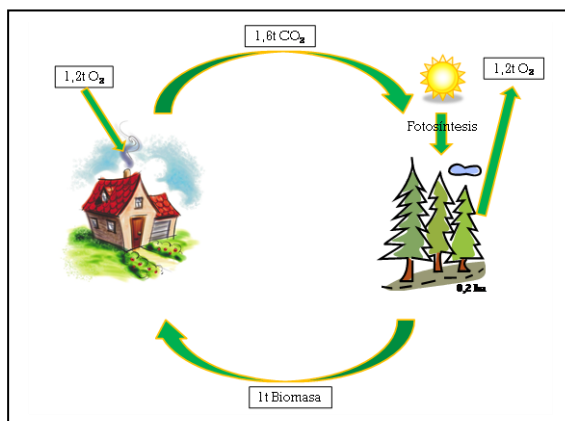 1,6t CO₂
1,2t O₂
1,2t O₂
Fotosíntesis
0,2 Ha
1t Biomasa